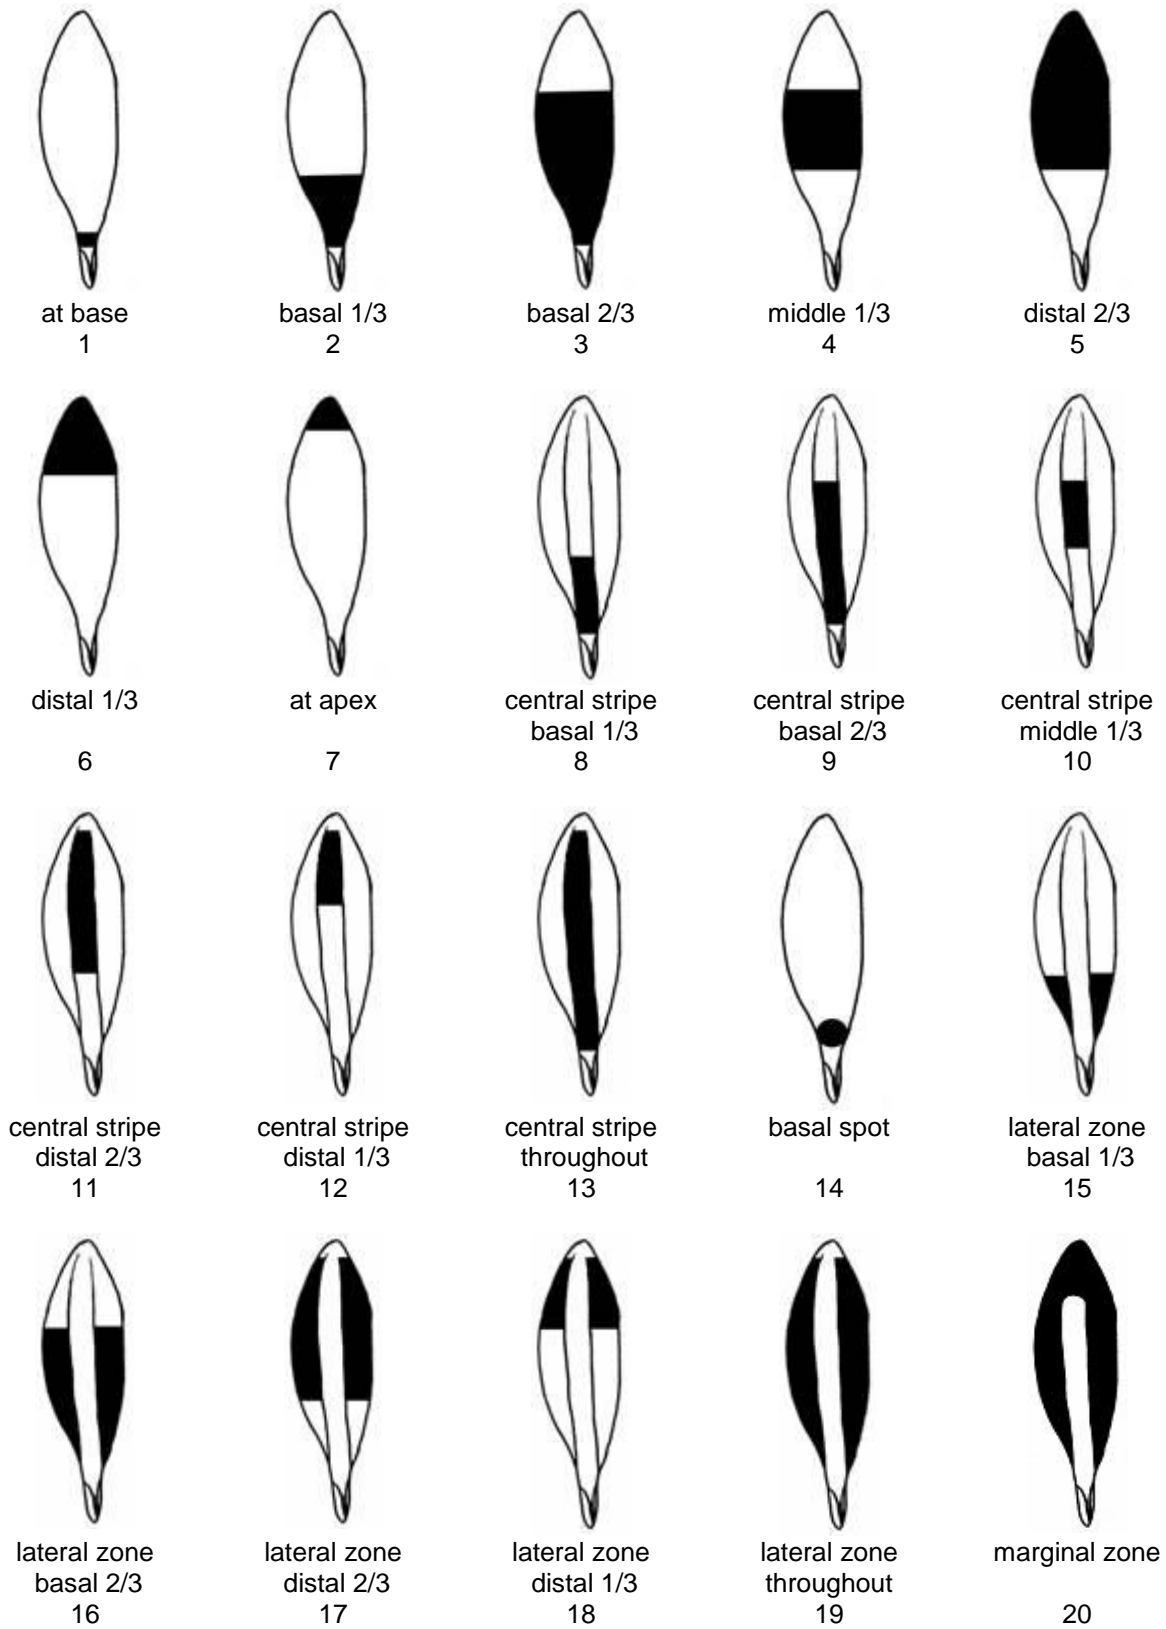 at base
1
basal 1/3
2
basal 2/3
3
middle 1/3
4
distal 2/3
5
distal 1/3
6
at apex
7
central stripe
basal 1/3
8
central stripe
basal 2/3
9
central stripe
middle 1/3
10
central stripe
distal 2/3
11
central stripe
distal 1/3
12
central stripe
throughout
13
basal spot
14
lateral zone
basal 1/3
15
lateral zone
basal 2/3
16
lateral zone
distal 2/3
17
lateral zone
distal 1/3
18
lateral zone
throughout
19
marginal zone
20